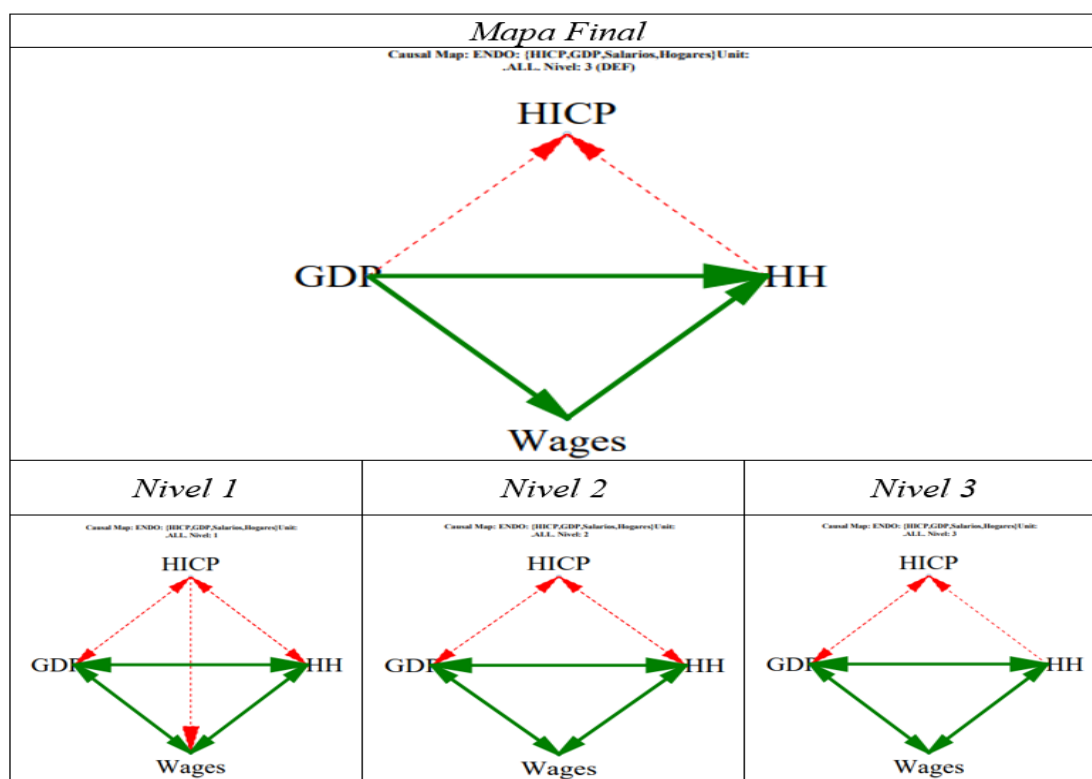 Mapa Final
Causal Map: ENDO: {HICP,GDP,Salarios,Hogares}Unit:
.ALL. Nivel: 3 (DEF)
HICP
GDP
HH
Wages
Nivel 1
Nivel 2
Nivel 3
Causal Map: ENDO: {HICP,GDP,Salarios,Hogares}Unit:
.ALL. Nivel: 1
HICP
GDP
HH
Wages
Causal Map: ENDO: {HICP,GDP,Salarios,Hogares}Unit:
.ALL. Nivel: 2
HICP
GDP
HH
Wages
Causal Map: ENDO: {HICP,GDP,Salarios,Hogares}Unit:
.ALL. Nivel: 3
HICP
GDP
HH
Wages